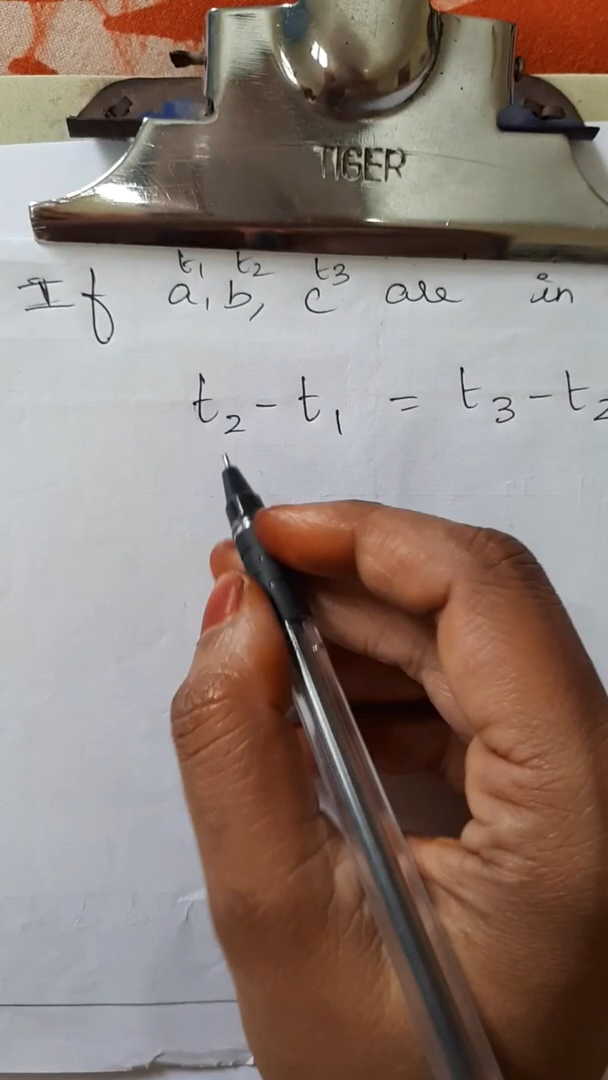 TIGER
t₁ t₂ t₃
If a, b, c are in
t₂ - t₁ = t₃ - t₂